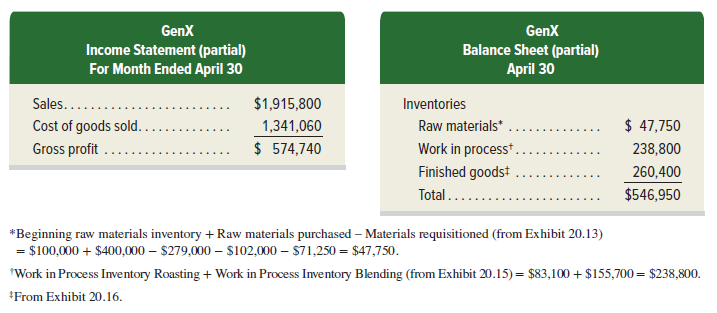 GenX
Income Statement (partial)
For Month Ended April 30
Sales. . . . . . . . . . . . . . . . . . . . . . . . . $1,915,800
Cost of goods sold. . . . . . . . . . . . . 1,341,060
Gross profit . . . . . . . . . . . . . . . . . . . $ 574,740
GenX
Balance Sheet (partial)
April 30
Inventories
Raw materials* . . . . . . . . . . . . . . $ 47,750
Work in process†. . . . . . . . . . . . . 238,800
Finished goods‡ . . . . . . . . . . . . . 260,400
Total . . . . . . . . . . . . . . . . . . . . . . . $546,950
*Beginning raw materials inventory + Raw materials purchased – Materials requisitioned (from Exhibit 20.13)
= $100,000 + $400,000 – $279,000 – $102,000 – $71,250 = $47,750.
†Work in Process Inventory Roasting + Work in Process Inventory Blending (from Exhibit 20.15) = $83,100 + $155,700 = $238,800.
‡From Exhibit 20.16.